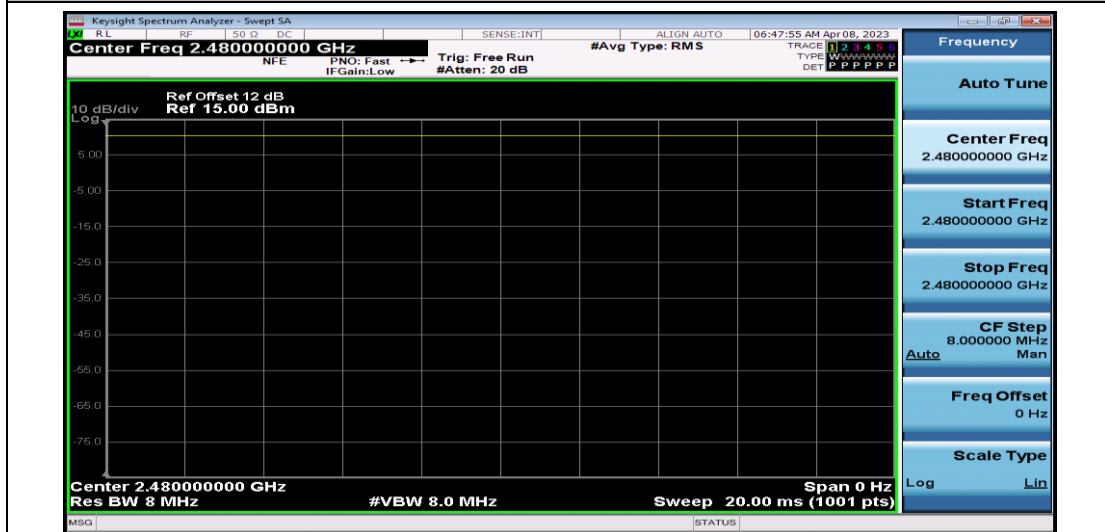 Keysight Spectrum Analyzer - Swept SA
LXI RL RF 50 Ω DC SENSE:INT ALIGN AUTO 06:47:55 AM Apr 08, 2023
Center Freq 2.480000000 GHz #Avg Type: RMS TRACE 1 2 3 4 5 6
NFE PNO: Fast Trig: Free Run TYPE WWWWWW
IFGain:Low #Atten: 20 dB DET P P P P P P
Ref Offset 12 dB
10 dB/div Ref 15.00 dBm
Log
5.00
-5.00
-15.0
-25.0
-35.0
-45.0
-55.0
-65.0
-75.0
Center 2.480000000 GHz Span 0 Hz
Res BW 8 MHz #VBW 8.0 MHz Sweep 20.00 ms (1001 pts)
MSG STATUS
Frequency
Auto Tune
Center Freq
2.480000000 GHz
Start Freq
2.480000000 GHz
Stop Freq
2.480000000 GHz
CF Step
8.000000 MHz
Auto Man
Freq Offset
0 Hz
Scale Type
Log Lin